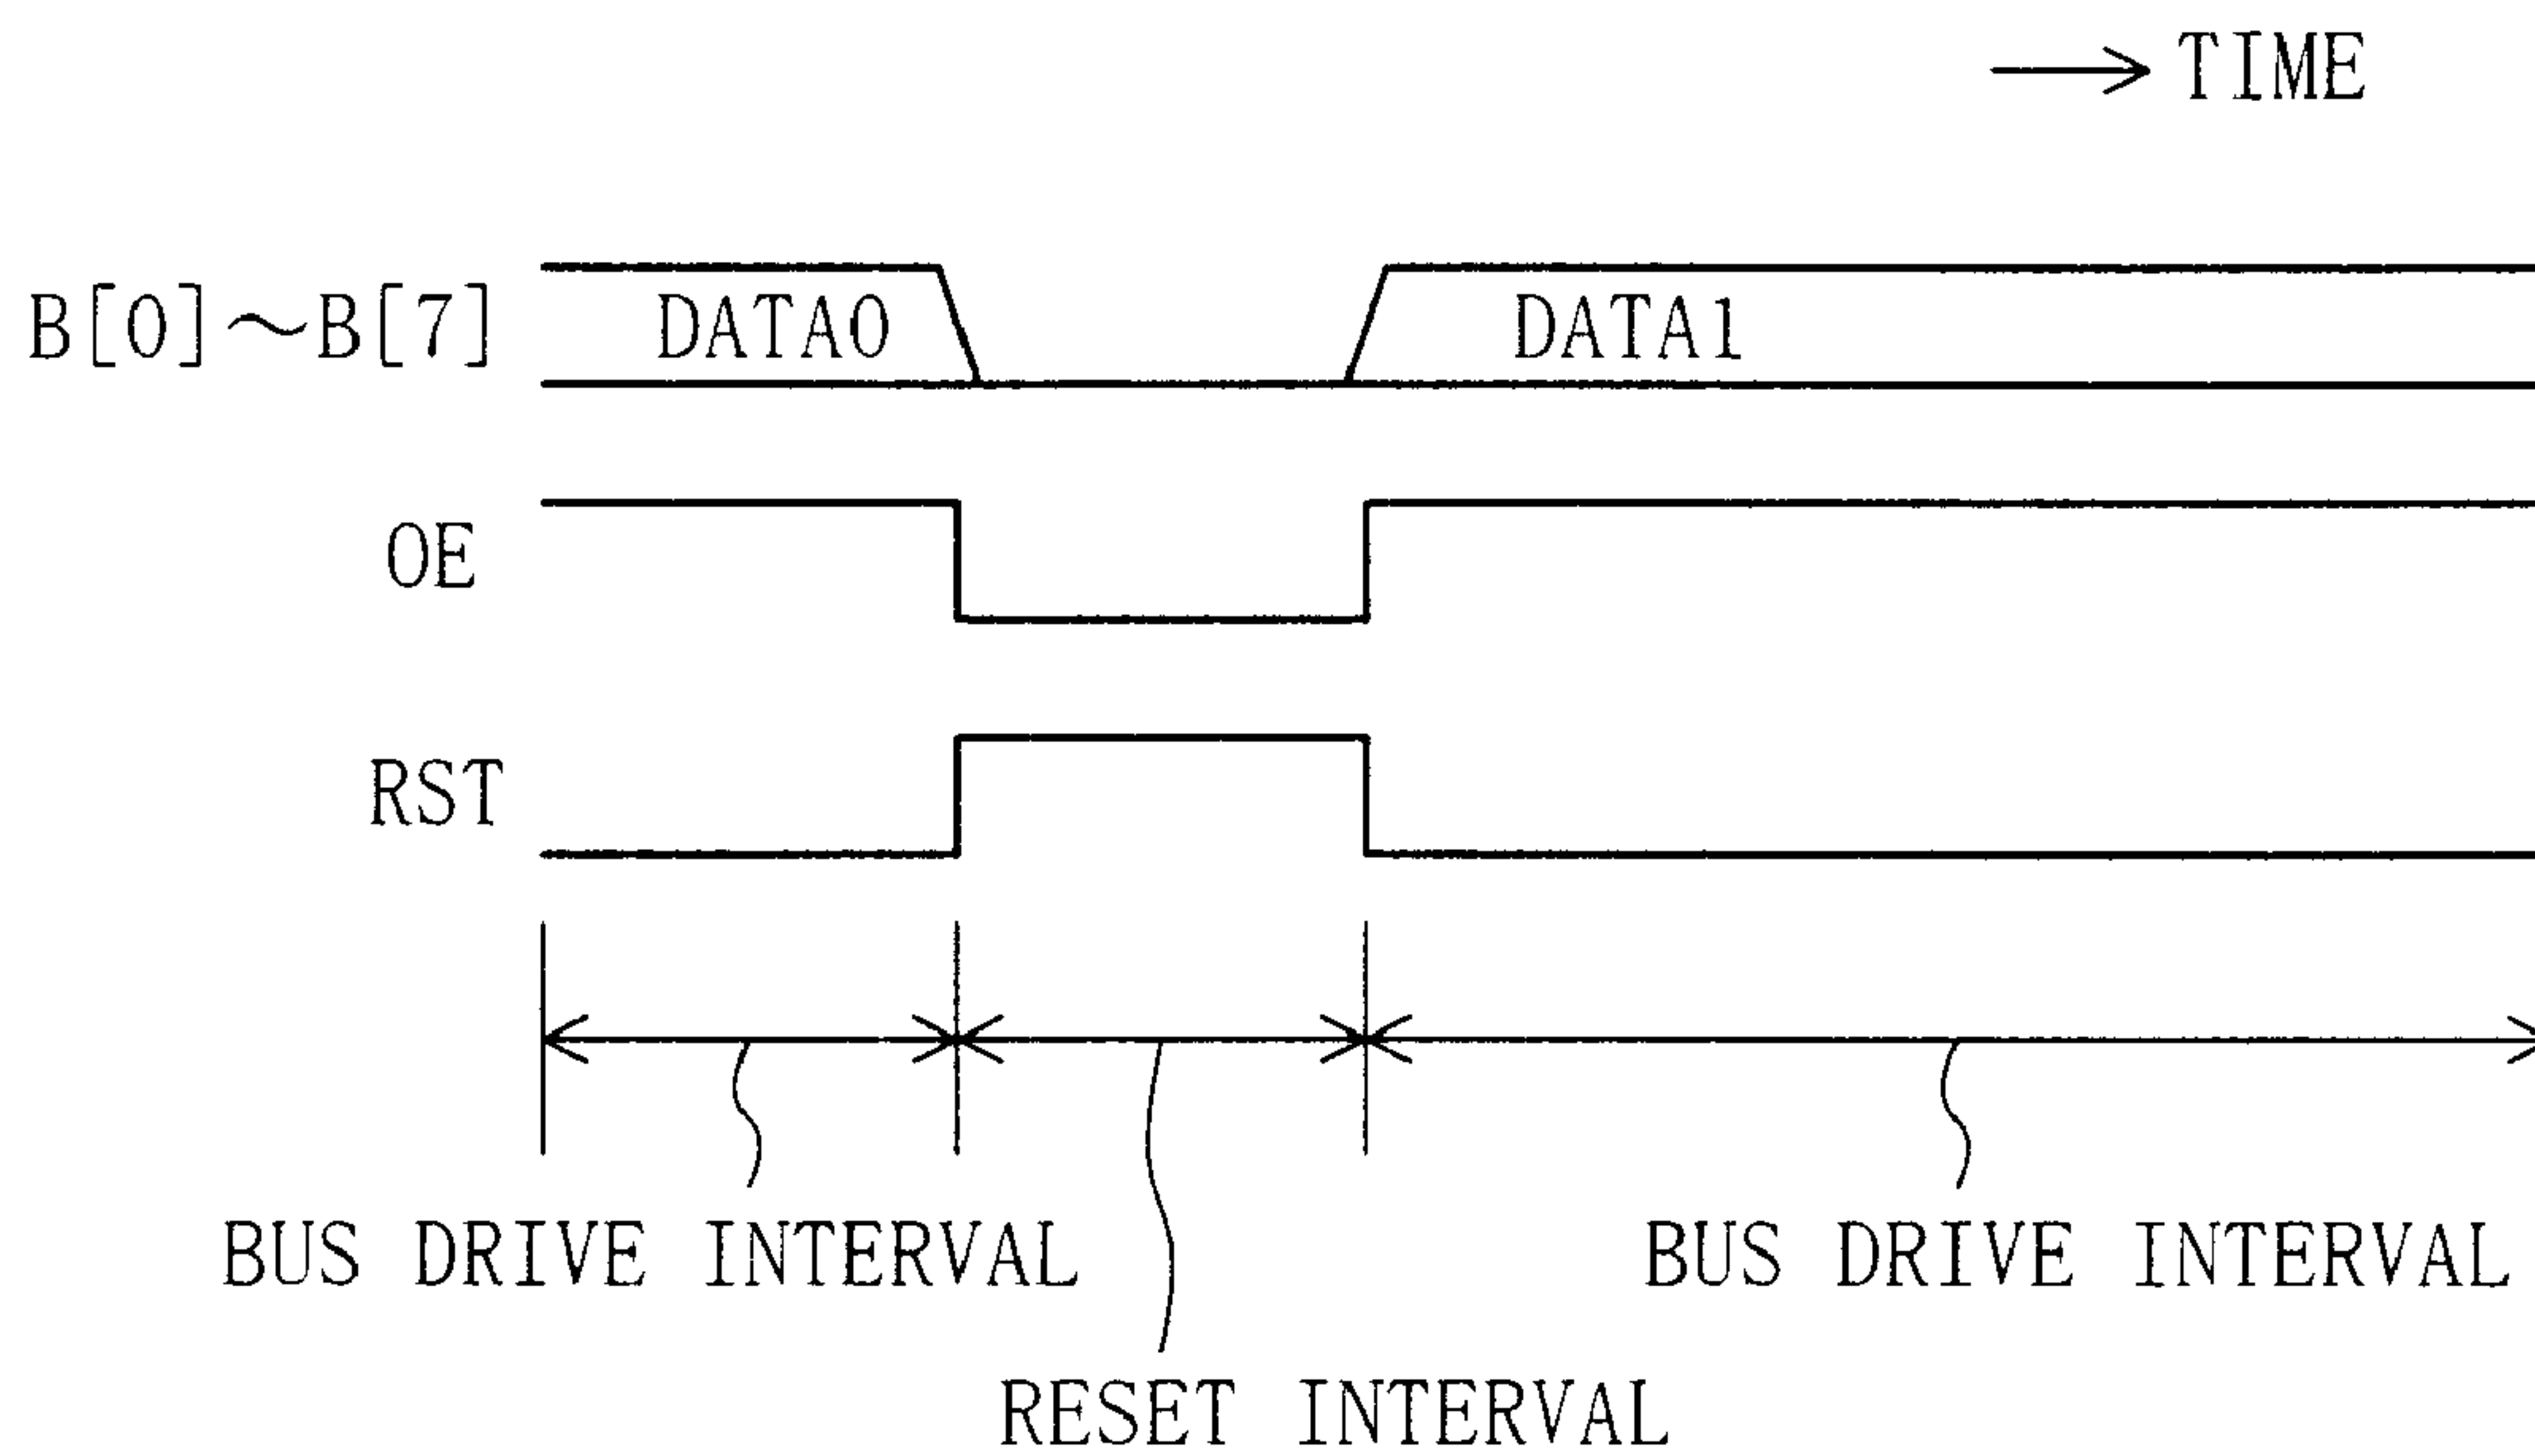 TIME
B[0]～B[7]
DATA0
DATA1
OE
RST
BUS DRIVE INTERVAL
BUS DRIVE INTERVAL
RESET INTERVAL